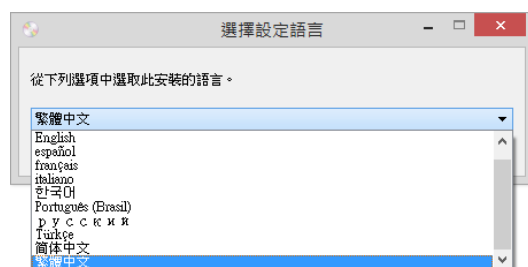 選擇設定語言
從下列選項中選取此安裝的語言。
繁體中文
English
español
français
italiano
한국어
Português (Brasil)
русский
Türkçe
简体中文
繁體中文